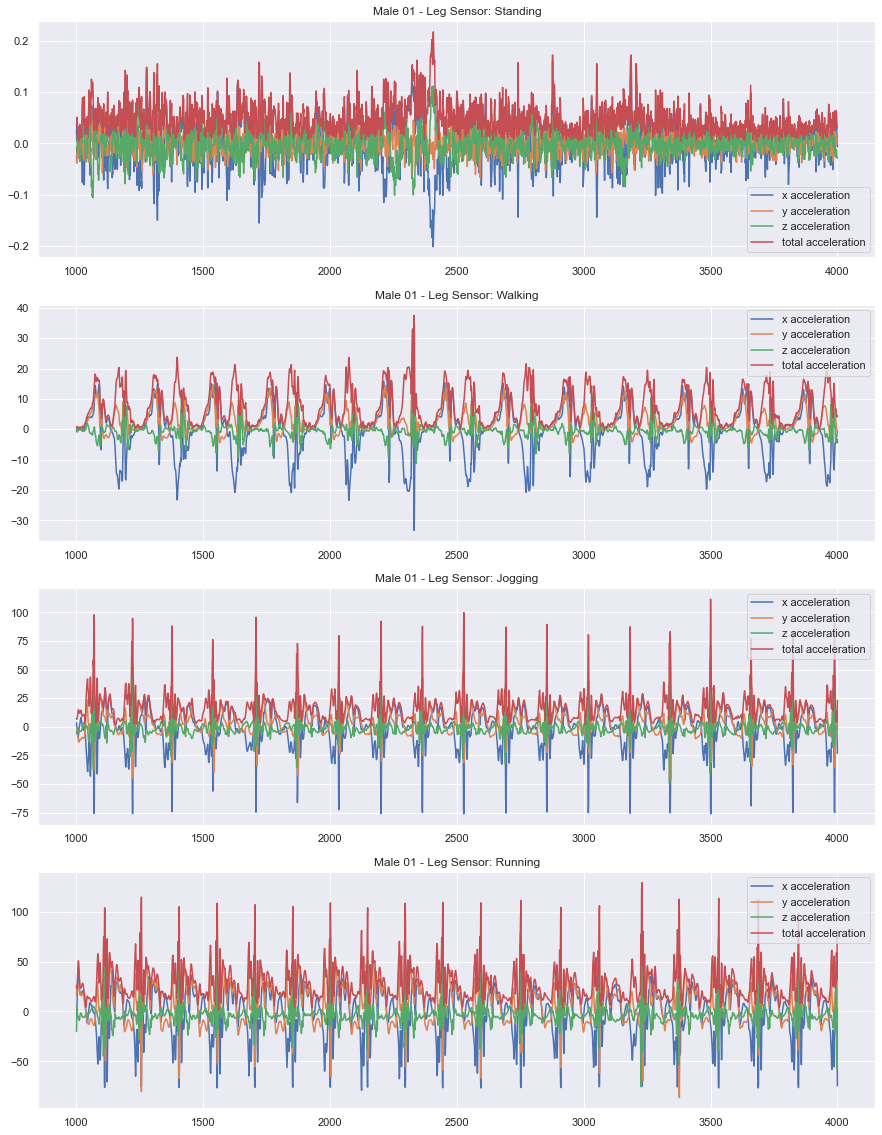 Male 01 - Leg Sensor: Standing
0.2
0.1
0.0
−0.1
−0.2
x acceleration
y acceleration
z acceleration
total acceleration
1000 1500 2000 2500 3000 3500 4000
Male 01 - Leg Sensor: Walking
40
30
20
10
0
−10
−20
−30
x acceleration
y acceleration
z acceleration
total acceleration
1000 1500 2000 2500 3000 3500 4000
Male 01 - Leg Sensor: Jogging
100
75
50
25
0
−25
−50
−75
x acceleration
y acceleration
z acceleration
total acceleration
1000 1500 2000 2500 3000 3500 4000
Male 01 - Leg Sensor: Running
100
50
0
−50
x acceleration
y acceleration
z acceleration
total acceleration
1000 1500 2000 2500 3000 3500 4000